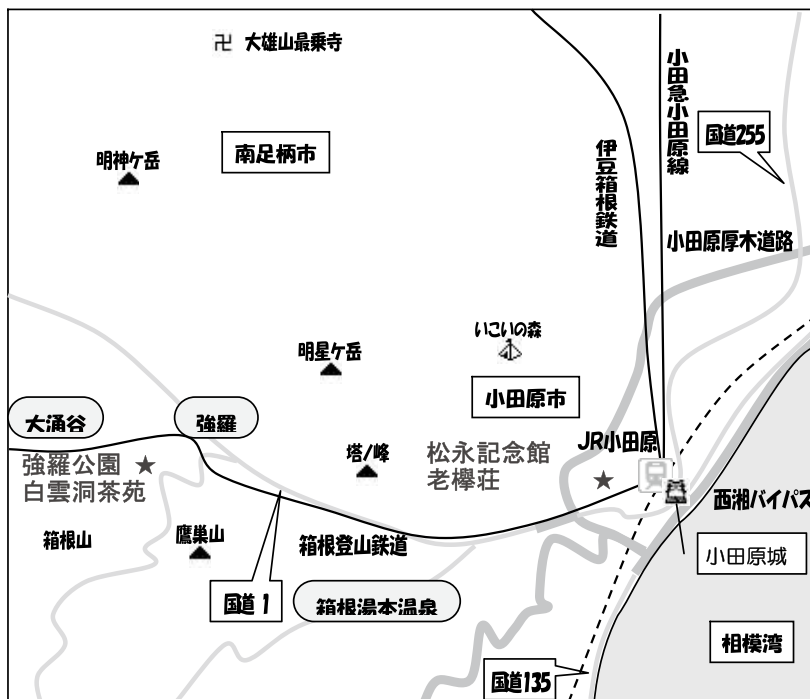 卍 大雄山最乗寺
小田急小田原線
国道255
明神ケ岳
南足柄市
伊豆箱根鉄道
小田原厚木道路
いこいの森
明星ケ岳
小田原市
大涌谷
強羅
JR小田原
塔ノ峰
松永記念館
老欅荘
強羅公園 ★
白雲洞茶苑
★
西湘バイパス
箱根山
鷹巣山
箱根登山鉄道
小田原城
国道1
箱根湯本温泉
相模湾
国道135